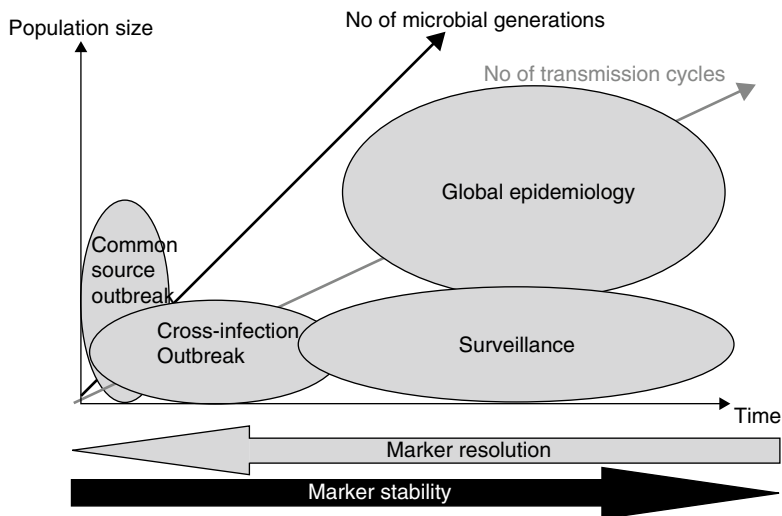 Population size
No of microbial generations
No of transmission cycles
Global epidemiology
Common
source
outbreak
Cross-infection
Outbreak
Surveillance
Time
Marker resolution
Marker stability